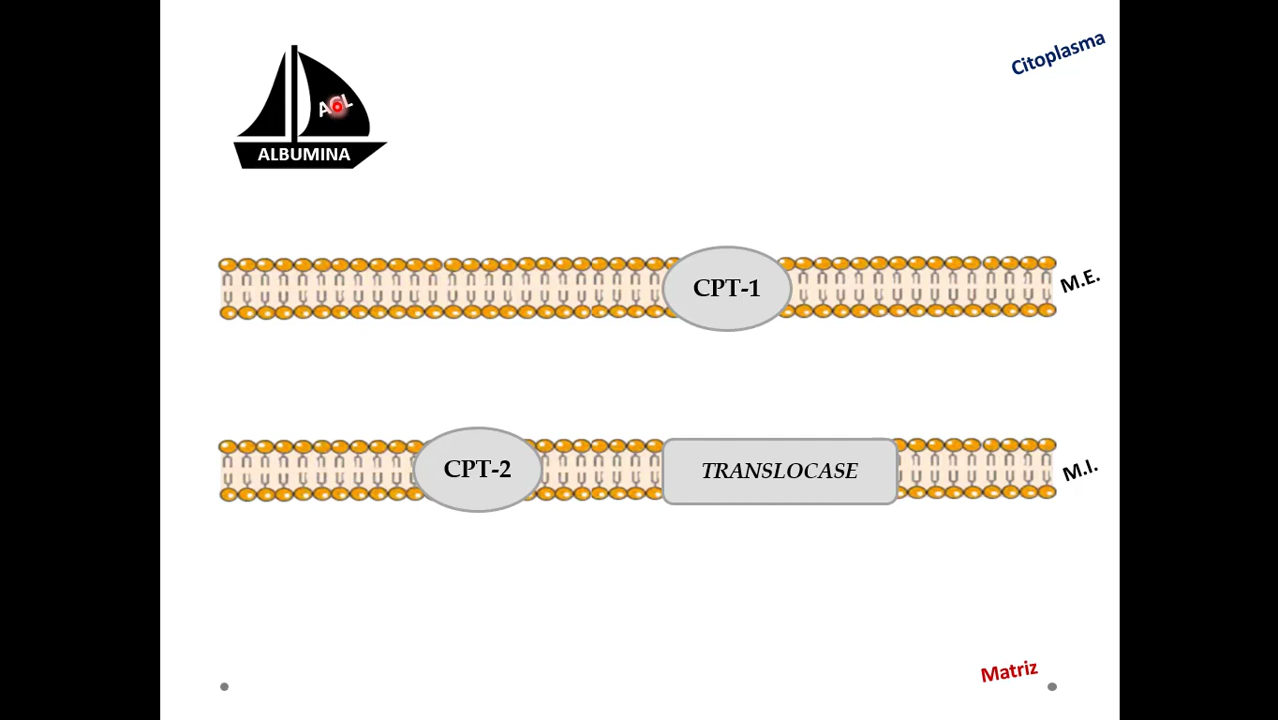 Citoplasma
AGL
ALBUMINA
CPT-1
M.E.
CPT-2
TRANSLOCASE
M.I.
Matriz